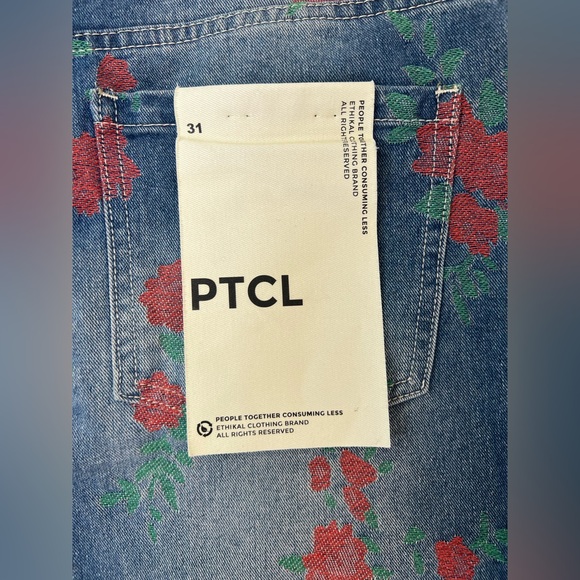 31
PEOPLE TOGETHER CONSUMING LESS
ETHIKAL CLOTHING BRAND
ALL RIGHTS RESERVED
PTCL
PEOPLE TOGETHER CONSUMING LESS
ETHIKAL CLOTHING BRAND
ALL RIGHTS RESERVED